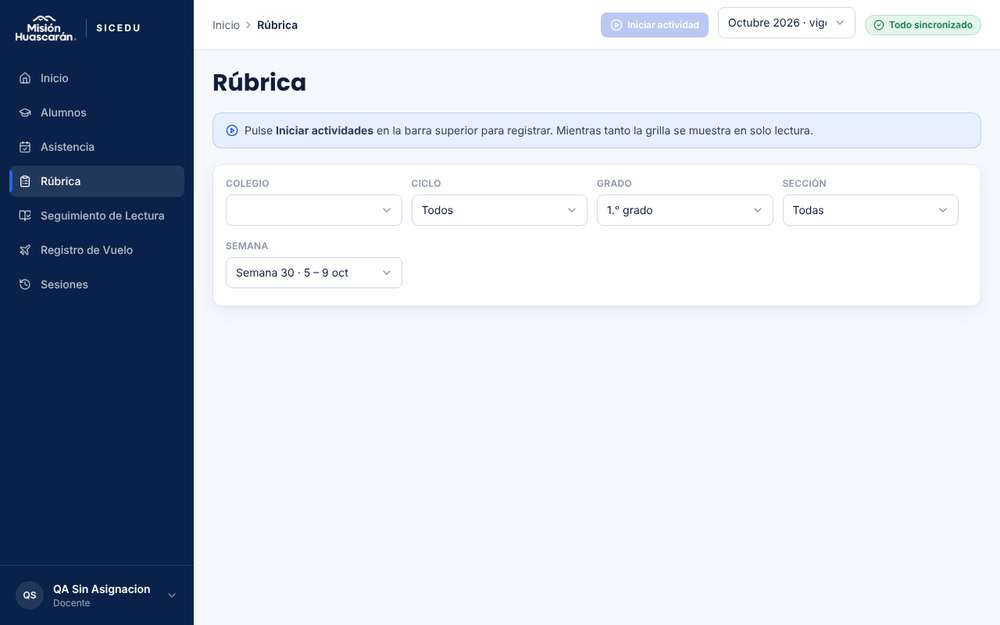 Misión
Huascarán.
SICEDU
Inicio
Alumnos
Asistencia
Rúbrica
Seguimiento de Lectura
Registro de Vuelo
Sesiones
QS
QA Sin Asignacion
Docente
Inicio > Rúbrica
Iniciar actividad
Octubre 2026 · vige
Todo sincronizado
Rúbrica
Pulse Iniciar actividades en la barra superior para registrar. Mientras tanto la grilla se muestra en solo lectura.
COLEGIO
CICLO
GRADO
SECCIÓN
Todos
1.° grado
Todas
SEMANA
Semana 30 · 5 – 9 oct